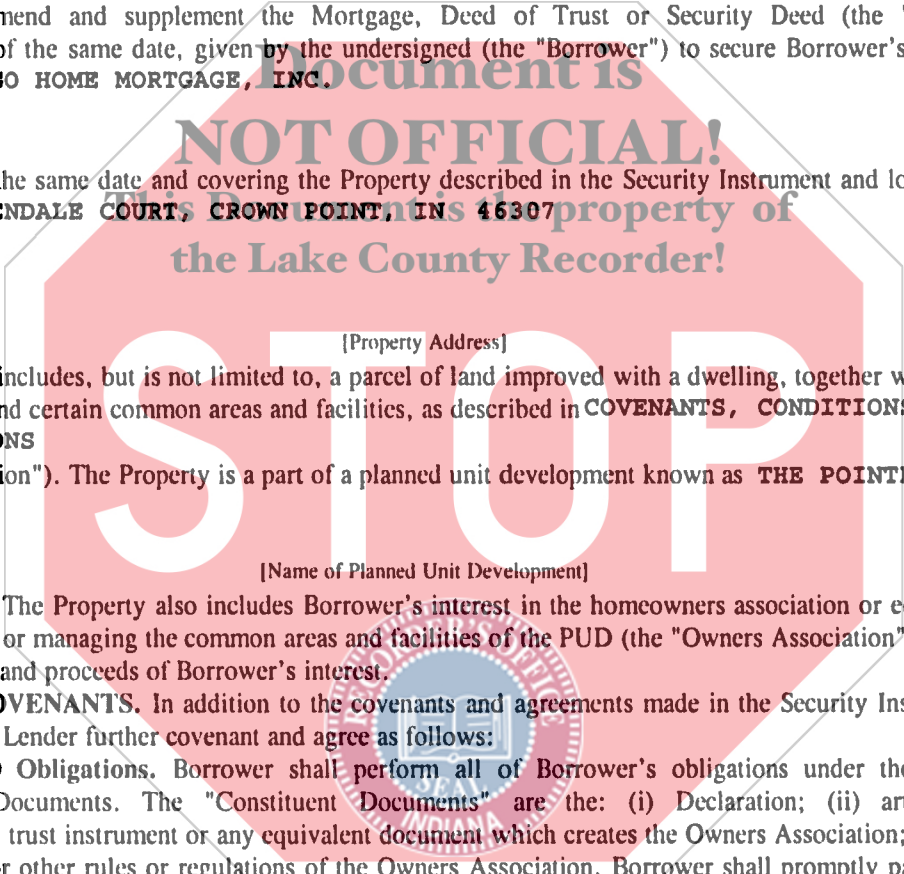 mend and supplement the Mortgage, Deed of Trust or Security Deed (the "
of the same date, given by the undersigned (the "Borrower") to secure Borrower's
O HOME MORTGAGE, INC.
Document is
NOT OFFICIAL!
he same date and covering the Property described in the Security Instrument and lo
NDALE COURT, CROWN POINT, IN 46307
This Document is the property of
the Lake County Recorder!
[Property Address]
includes, but is not limited to, a parcel of land improved with a dwelling, together w
nd certain common areas and facilities, as described in COVENANTS, CONDITIONS
ONS
STOP
ion"). The Property is a part of a planned unit development known as THE POINTE
[Name of Planned Unit Development]
The Property also includes Borrower's interest in the homeowners association or e
or managing the common areas and facilities of the PUD (the "Owners Association"
and proceeds of Borrower's interest.
OVENANTS. In addition to the covenants and agreements made in the Security Ins
Lender further covenant and agree as follows:
Obligations. Borrower shall perform all of Borrower's obligations under the
Documents. The "Constituent Documents" are the: (i) Declaration; (ii) art
trust instrument or any equivalent document which creates the Owners Association;
r other rules or regulations of the Owners Association. Borrower shall promptly pa
RECORDER'S OFFICE
SEAL
INDIANA